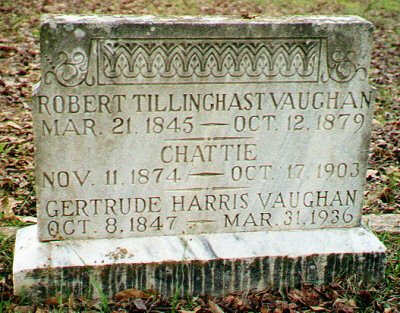 ROBERT TILLINGHAST VAUGHAN
MAR. 21. 1845 — OCT. 12. 1879
CHATTIE
NOV. 11. 1874 — OCT. 17. 1903
GERTRUDE HARRIS VAUGHAN
OCT. 8. 1847 — MAR. 31. 1936